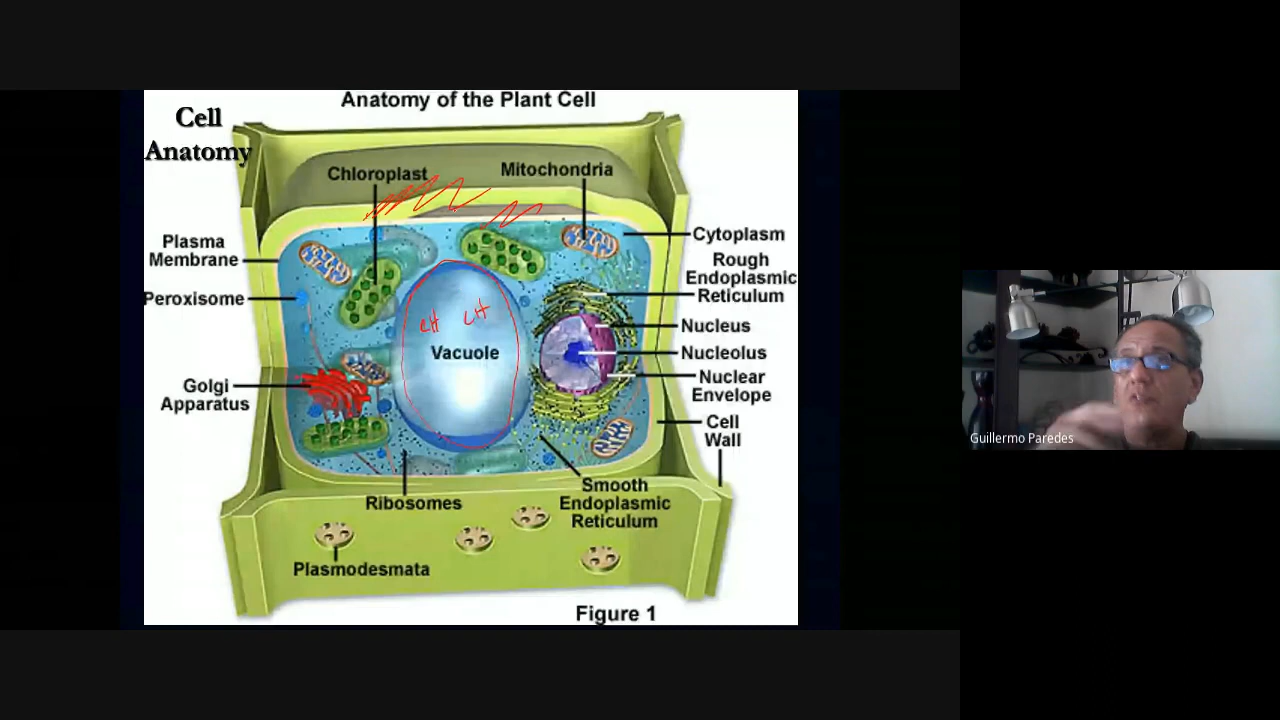 Anatomy of the Plant Cell
Cell
Anatomy
Chloroplast
Mitochondria
Plasma
Membrane
Cytoplasm
Rough
Endoplasmic
Reticulum
Peroxisome
Nucleus
Vacuole
Nucleolus
Nuclear
Envelope
Golgi
Apparatus
Cell
Wall
Ribosomes
Smooth
Endoplasmic
Reticulum
Plasmodesmata
Figure 1
Guillermo Paredes